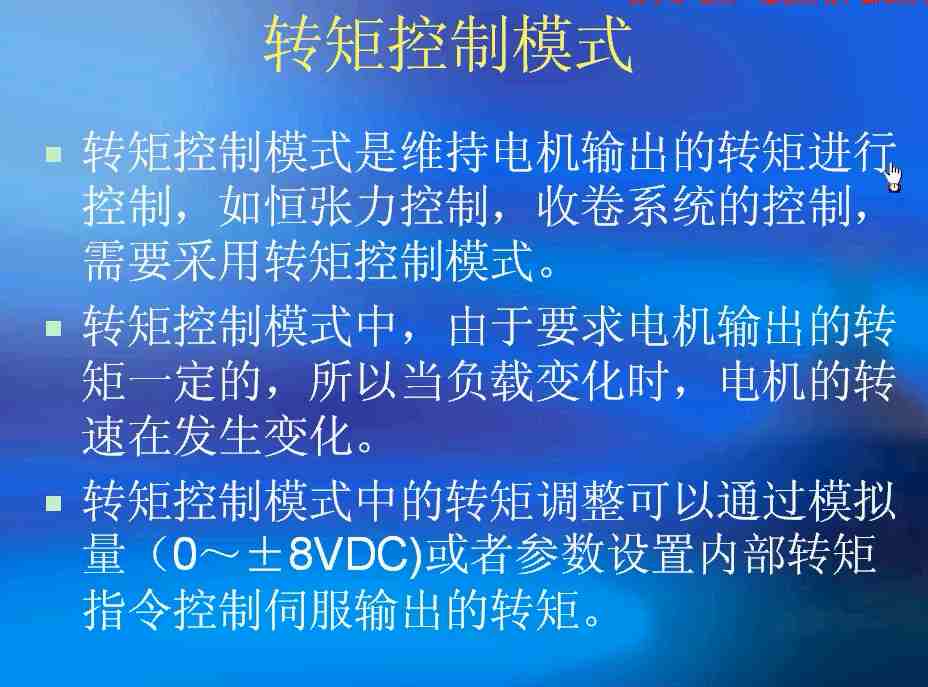 转矩控制模式
转矩控制模式是维持电机输出的转矩进行
控制，如恒张力控制，收卷系统的控制，
需要采用转矩控制模式。
转矩控制模式中，由于要求电机输出的转
矩一定的，所以当负载变化时，电机的转
速在发生变化。
转矩控制模式中的转矩调整可以通过模拟
量（0～±8VDC)或者参数设置内部转矩
指令控制伺服输出的转矩。